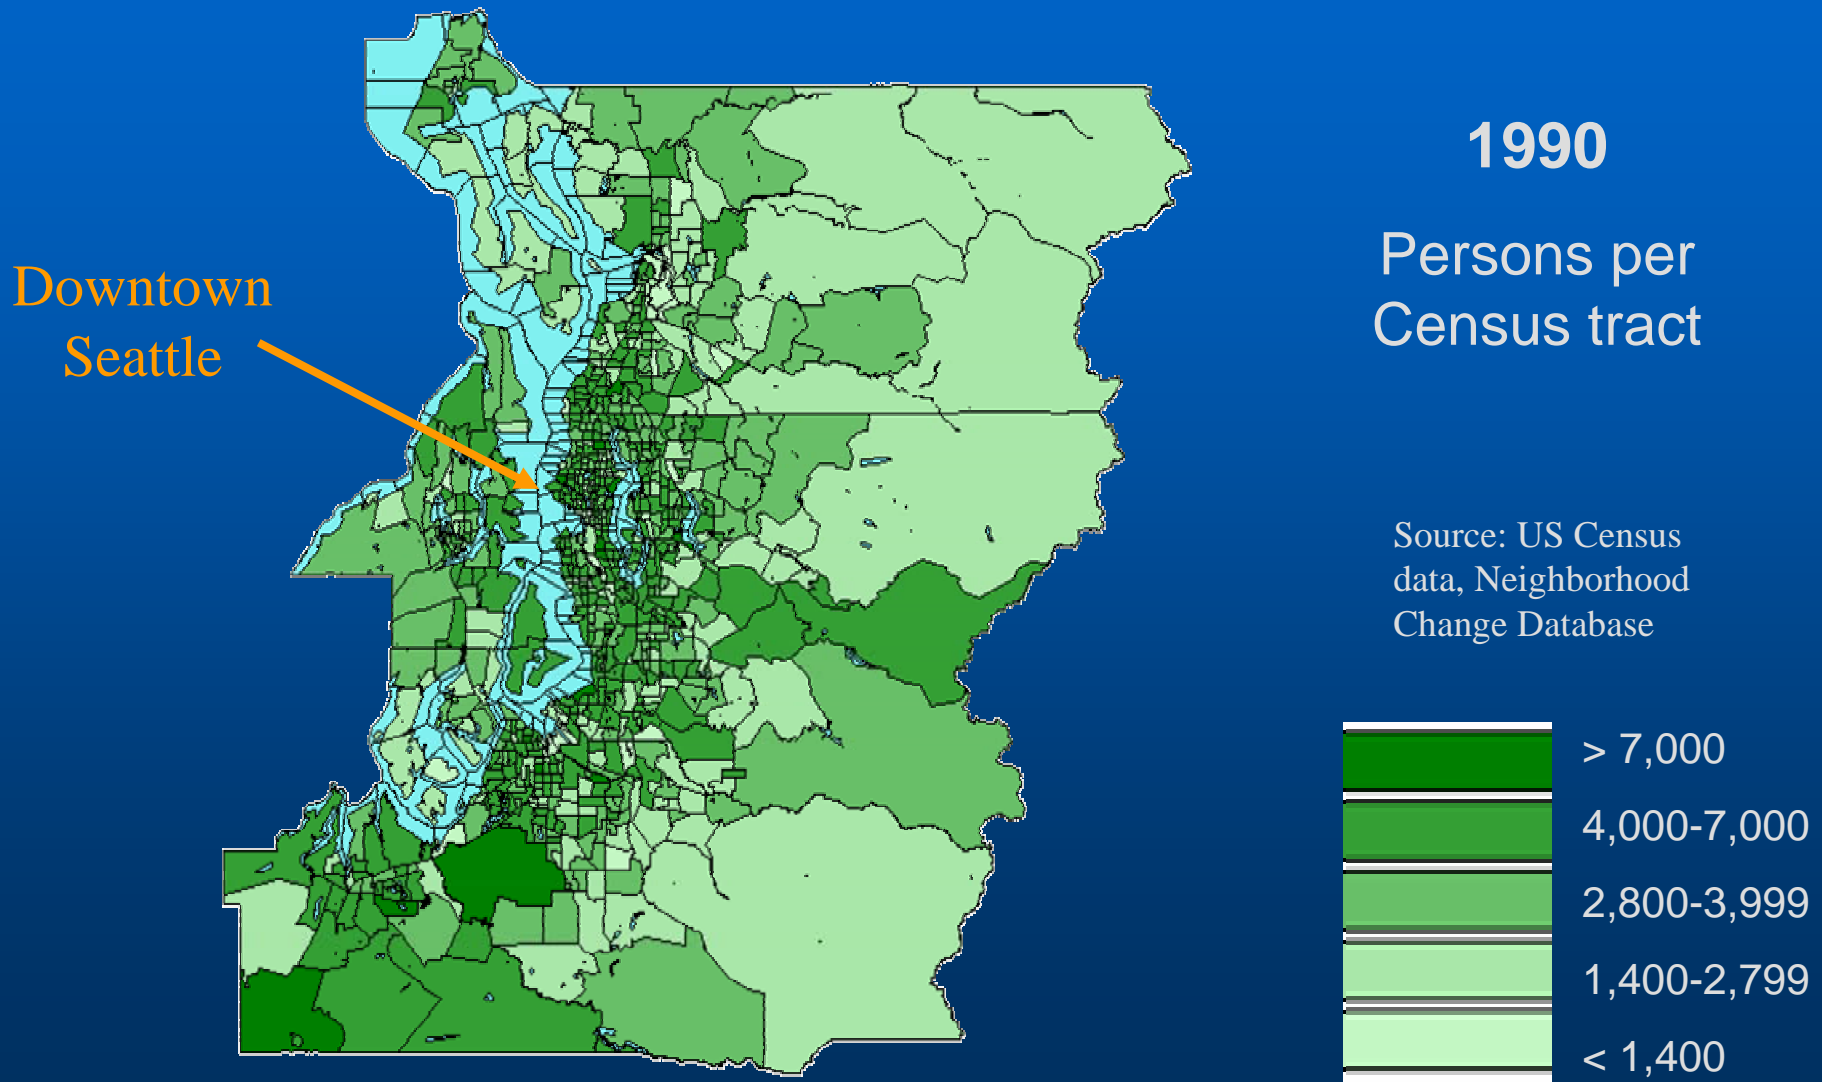 Downtown
Seattle
1990
Persons per
Census tract
Source: US Census
data, Neighborhood
Change Database
> 7,000
4,000-7,000
2,800-3,999
1,400-2,799
< 1,400